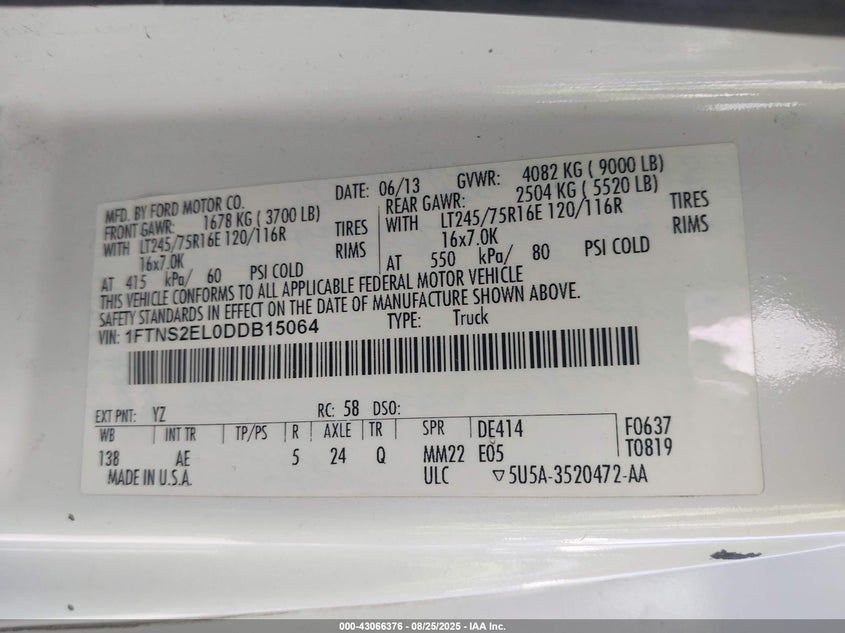 MFD. BY FORD MOTOR CO. DATE: 06/13 GVWR: 4082 KG ( 9000 LB)
FRONT GAWR: 1678 KG ( 3700 LB) REAR GAWR: 2504 KG ( 5520 LB)
WITH LT245/75R16E 120/116R TIRES WITH LT245/75R16E 120/116R TIRES
16x7.0K RIMS 16x7.0K RIMS
AT 415 kPa/ 60 PSI COLD AT 550 kPa/ 80 PSI COLD
THIS VEHICLE CONFORMS TO ALL APPLICABLE FEDERAL MOTOR VEHICLE
SAFETY STANDARDS IN EFFECT ON THE DATE OF MANUFACTURE SHOWN ABOVE.
VIN: 1FTNS2EL0DDB15064 TYPE: Truck
EXT PNT: YZ RC: 58 DSO:
WB INT TR TP/PS R AXLE TR SPR DE414 F0637
138 AE 5 24 Q MM22 E05 T0819
MADE IN U.S.A. ULC ▽5U5A-3520472-AA
000-43066376 - 08/25/2025 - IAA Inc.